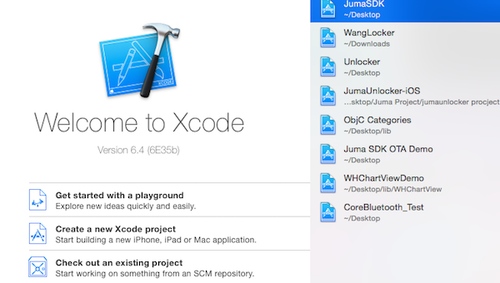 Welcome to Xcode
Version 6.4 (6E35b)
Get started with a playground
Explore new ideas quickly and easily.
Create a new Xcode project
Start building a new iPhone, iPad or Mac application.
Check out an existing project
Start working on something from an SCM repository.
JumaSDK
~/Desktop
WangLocker
~/Downloads
Unlocker
~/Desktop
JumaUnlocker-iOS
...sktop/Juma Project/jumaunlocker procject
ObjC Categories
~/Desktop/lib
Juma SDK OTA Demo
~/Desktop
WHChartViewDemo
~/Desktop/lib/WHChartView
CoreBluetooth_Test
~/Desktop